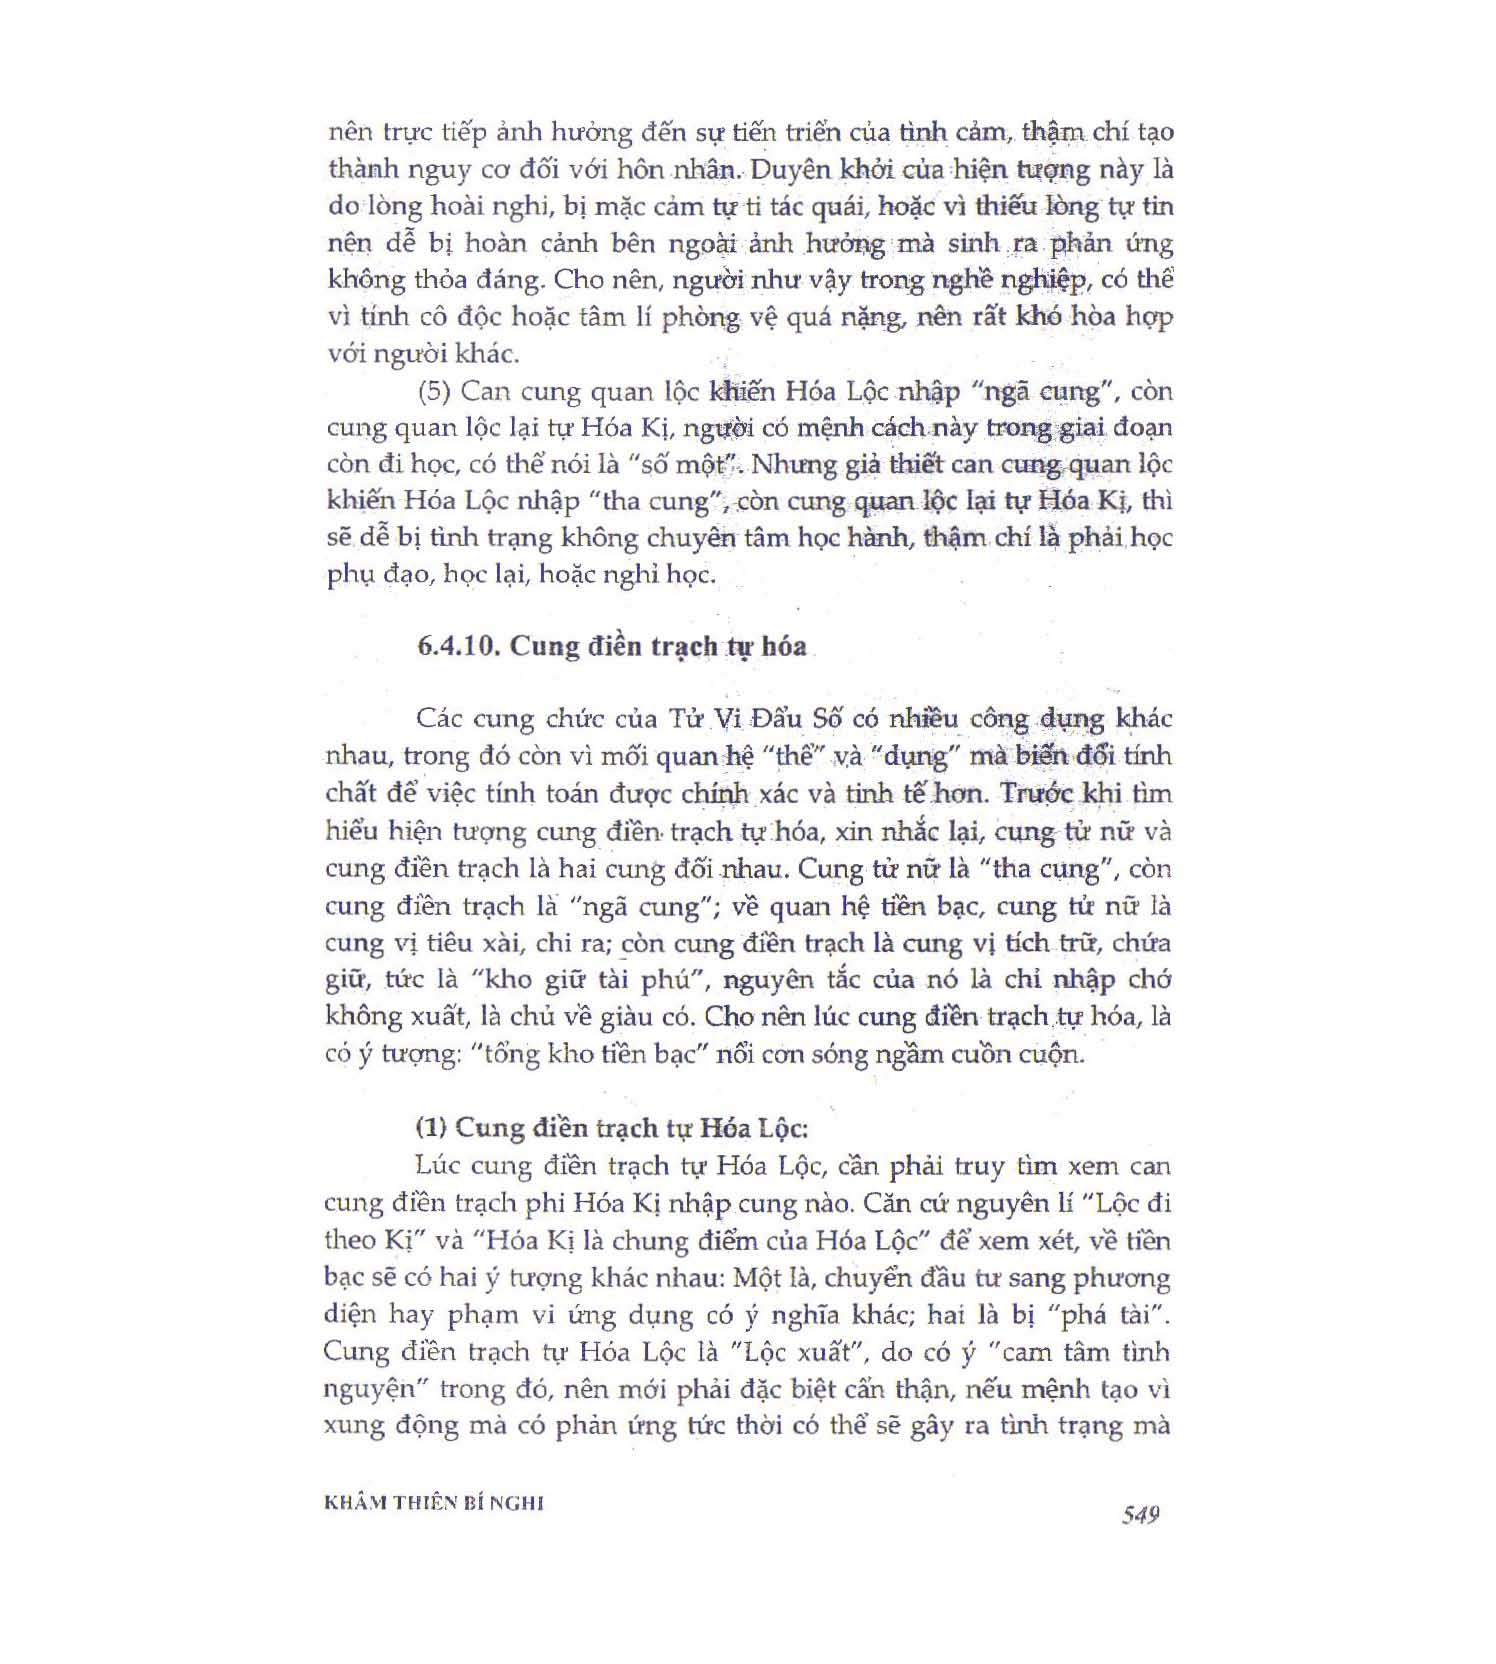 nên trực tiếp ảnh hưởng đến sự tiến triển của tình cảm, thậm chí tạo
thành nguy cơ đối với hôn nhân. Duyên khởi của hiện tượng này là
do lòng hoài nghi, bị mặc cảm tự ti tác quái, hoặc vì thiếu lòng tự tin
nên dễ bị hoàn cảnh bên ngoài ảnh hưởng mà sinh ra phản ứng
không thỏa đáng. Cho nên, người như vậy trong nghề nghiệp, có thể
vì tính cô độc hoặc tâm lí phòng vệ quá nặng, nên rất khó hòa hợp
với người khác.
(5) Can cung quan lộc khiến Hóa Lộc nhập "ngã cung", còn
cung quan lộc lại tự Hóa Kị, người có mệnh cách này trong giai đoạn
còn đi học, có thể nói là "số một". Nhưng giả thiết can cung quan lộc
khiến Hóa Lộc nhập "tha cung", còn cung quan lộc lại tự Hóa Kị, thì
sẽ dễ bị tình trạng không chuyên tâm học hành, thậm chí là phải học
phụ đạo, học lại, hoặc nghỉ học.
6.4.10. Cung điền trạch tự hóa
Các cung chức của Tử Vi Đẩu Số có nhiều công dụng khác
nhau, trong đó còn vì mối quan hệ "thể" và "dụng" mà biến đổi tính
chất để việc tính toán được chính xác và tinh tế hơn. Trước khi tìm
hiểu hiện tượng cung điền trạch tự hóa, xin nhắc lại, cung tử nữ và
cung điền trạch là hai cung đối nhau. Cung tử nữ là "tha cung", còn
cung điền trạch là "ngã cung"; về quan hệ tiền bạc, cung tử nữ là
cung vị tiêu xài, chi ra; còn cung điền trạch là cung vị tích trữ, chứa
giữ, tức là "kho giữ tài phú", nguyên tắc của nó là chỉ nhập chớ
không xuất, là chủ về giàu có. Cho nên lúc cung điền trạch tự hóa, là
có ý tượng: "tổng kho tiền bạc" nổi cơn sóng ngầm cuồn cuộn.
(1) Cung điền trạch tự Hóa Lộc:
Lúc cung điền trạch tự Hóa Lộc, cần phải truy tìm xem can
cung điền trạch phi Hóa Kị nhập cung nào. Căn cứ nguyên lí "Lộc đi
theo Kị" và "Hóa Kị là chung điểm của Hóa Lộc" để xem xét, về tiền
bạc sẽ có hai ý tượng khác nhau: Một là, chuyển đầu tư sang phương
diện hay phạm vi ứng dụng có ý nghĩa khác; hai là bị "phá tài".
Cung điền trạch tự Hóa Lộc là "Lộc xuất", do có ý "cam tâm tình
nguyện" trong đó, nên mới phải đặc biệt cẩn thận, nếu mệnh tạo vì
xung động mà có phản ứng tức thời có thể sẽ gây ra tình trạng mà
KHÂM THIÊN BÍ NGHI
549